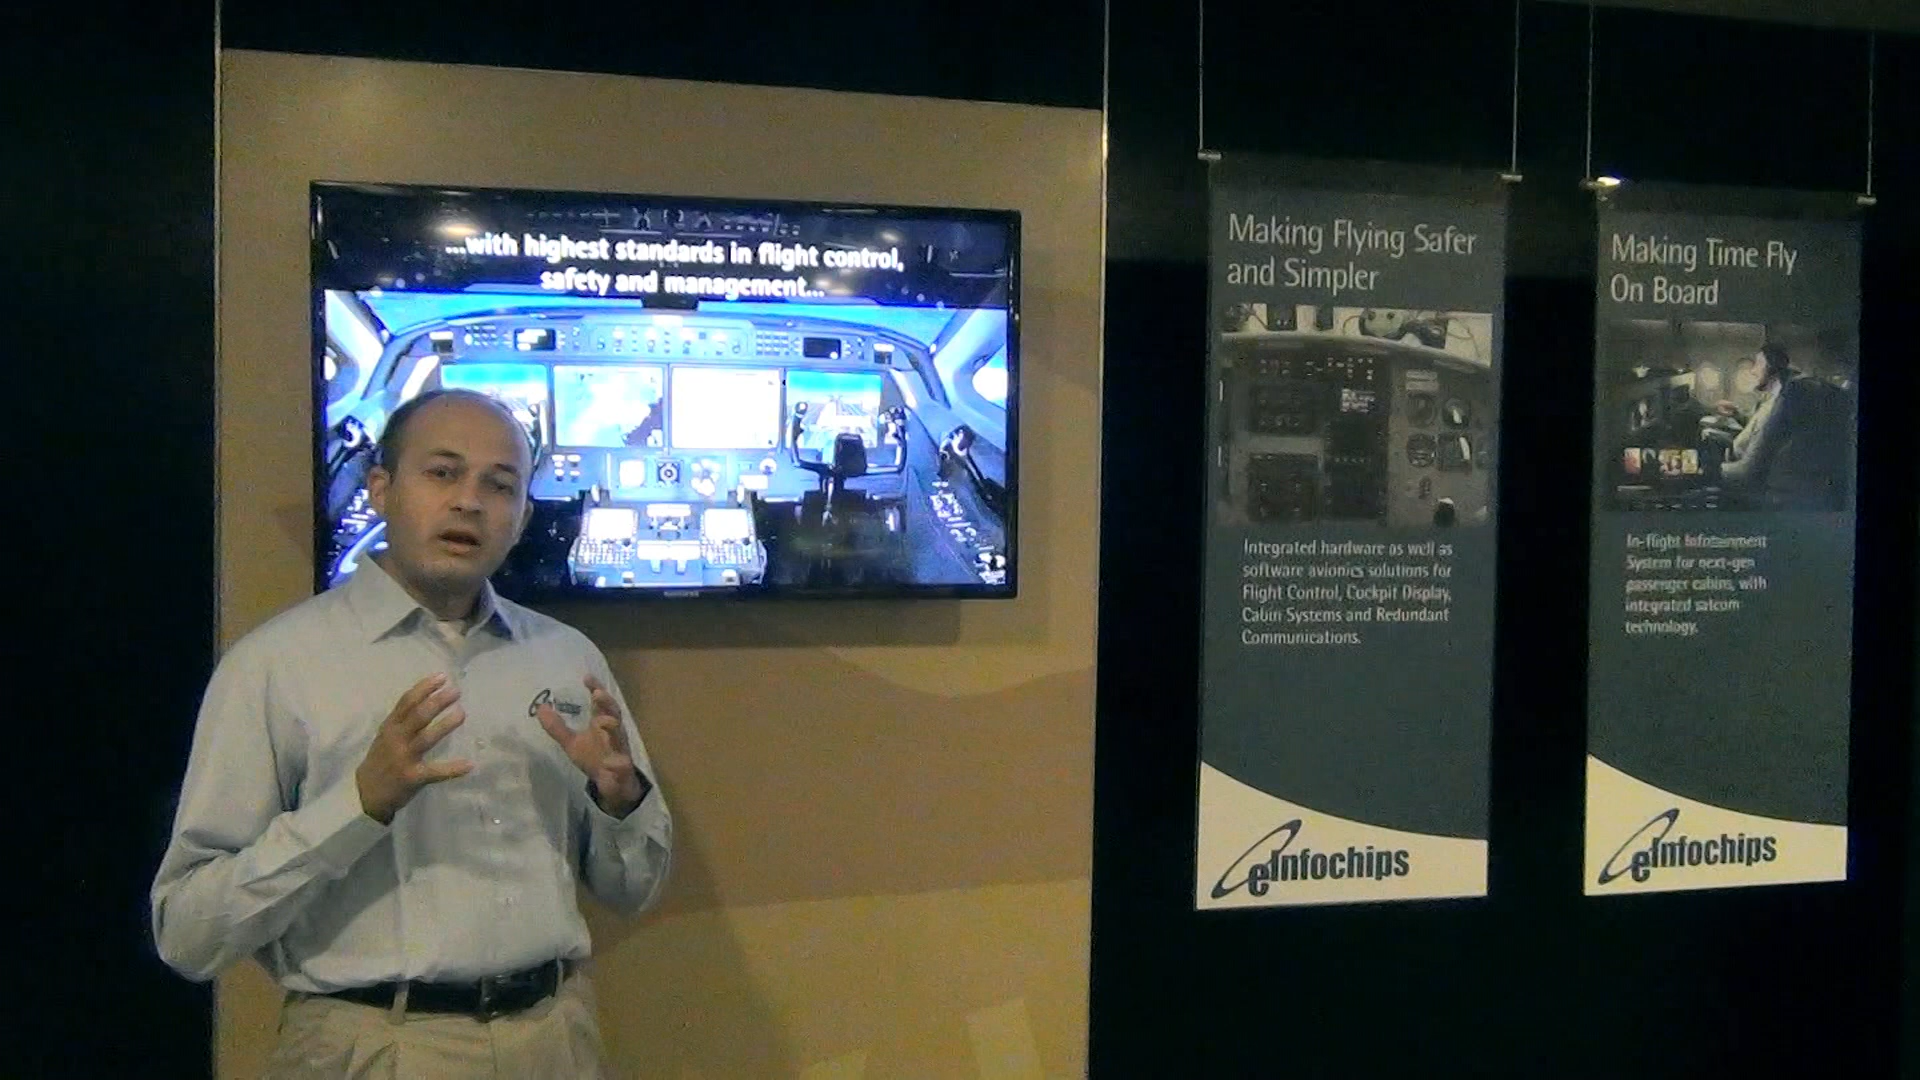 ...with highest standards in flight control,
safety and management...
eInfochips
Making Flying Safer
and Simpler
Integrated hardware as well as
software avionics solutions for
Flight Control, Cockpit Display,
Cabin Systems and Redundant
Communications.
eInfochips
Making Time Fly
On Board
In-flight Infotainment
System for next-gen
passenger cabins, with
integrated satcom
technology.
eInfochips